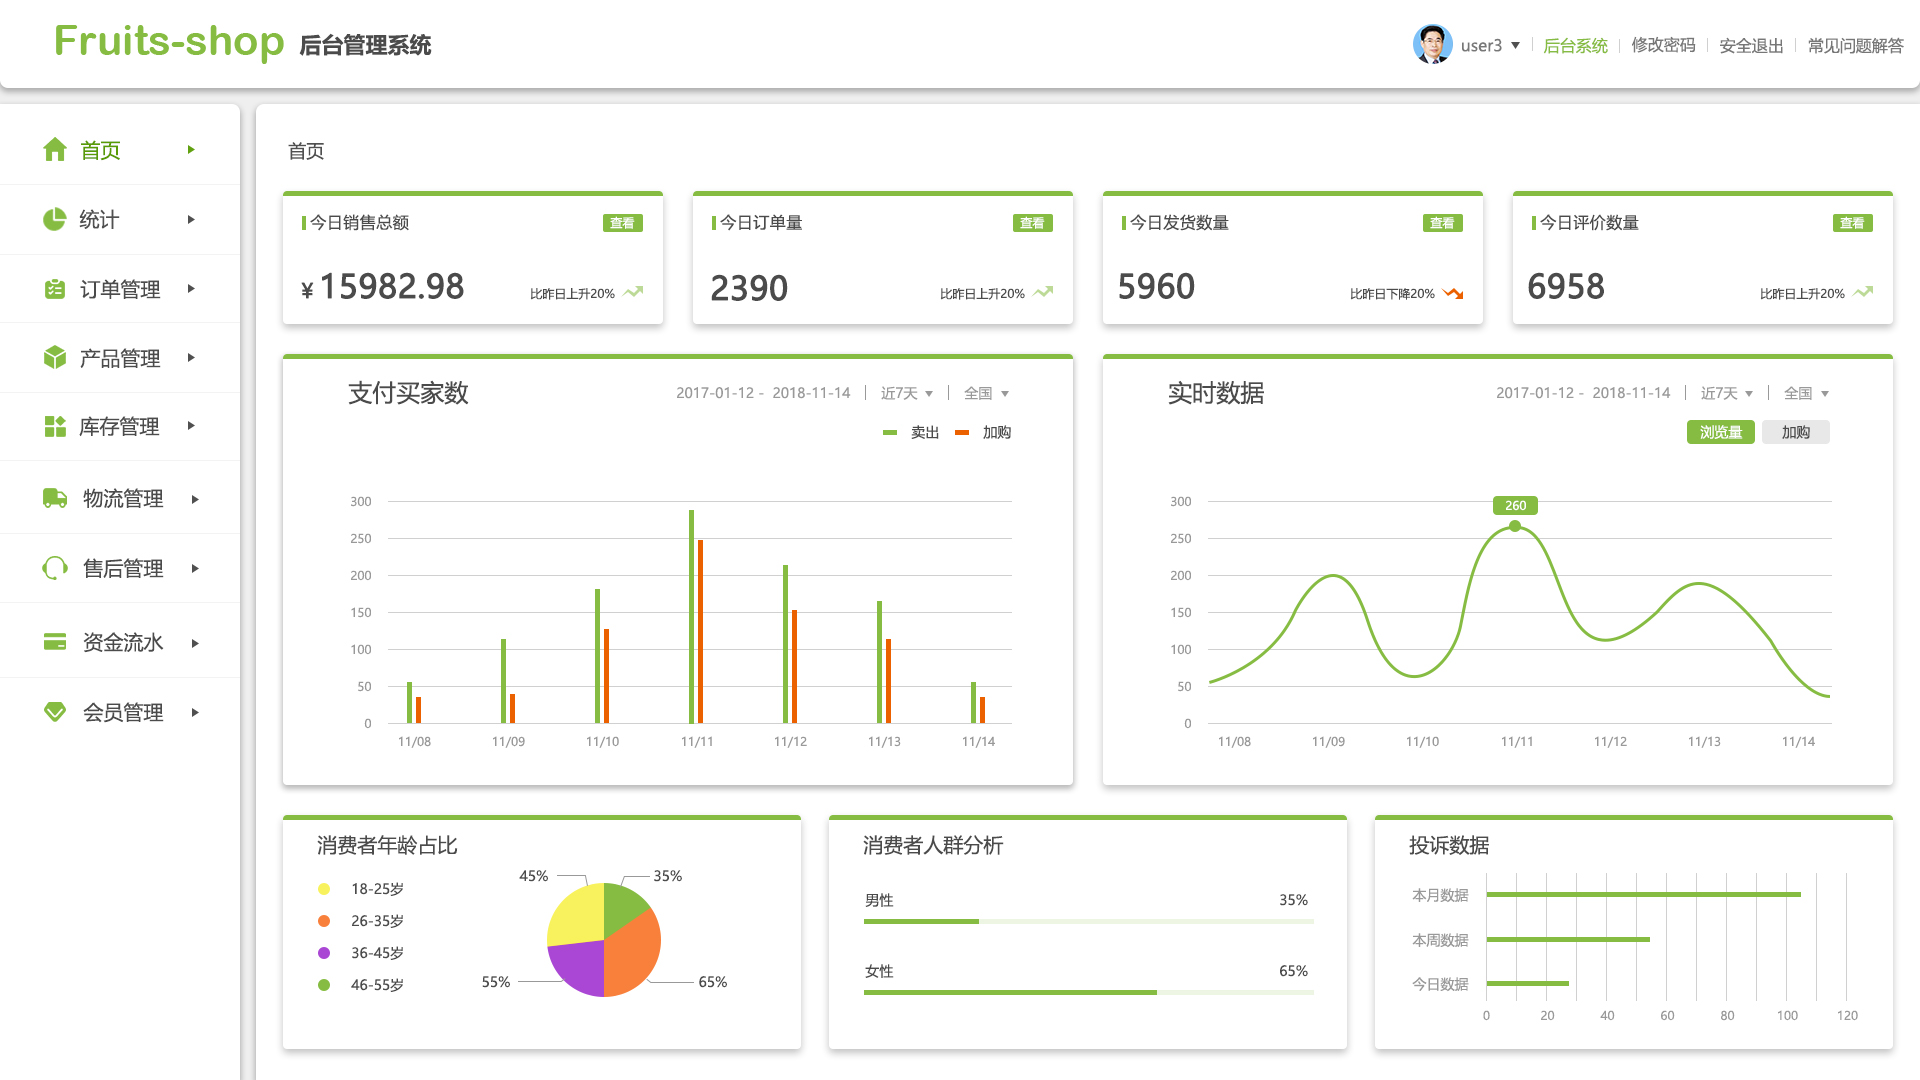 Fruits-shop 后台管理系统
user3 后台系统 修改密码 安全退出 常见问题解答
首页
统计
订单管理
产品管理
库存管理
物流管理
售后管理
资金流水
会员管理
首页
今日销售总额 查看
¥ 15982.98 比昨日上升20%
今日订单量 查看
2390 比昨日上升20%
今日发货数量 查看
5960 比昨日下降20%
今日评价数量 查看
6958 比昨日上升20%
支付买家数 2017-01-12 - 2018-11-14 近7天 全国
卖出 加购
300
250
200
150
100
50
0
11/08 11/09 11/10 11/11 11/12 11/13 11/14
实时数据 2017-01-12 - 2018-11-14 近7天 全国
浏览量 加购
260
300
250
200
150
100
50
0
11/08 11/09 11/10 11/11 11/12 11/13 11/14
消费者年龄占比
18-25岁
26-35岁
36-45岁
46-55岁
45% 35%
55% 65%
消费者人群分析
男性 35%
女性 65%
投诉数据
本月数据
本周数据
今日数据
0 20 40 60 80 100 120